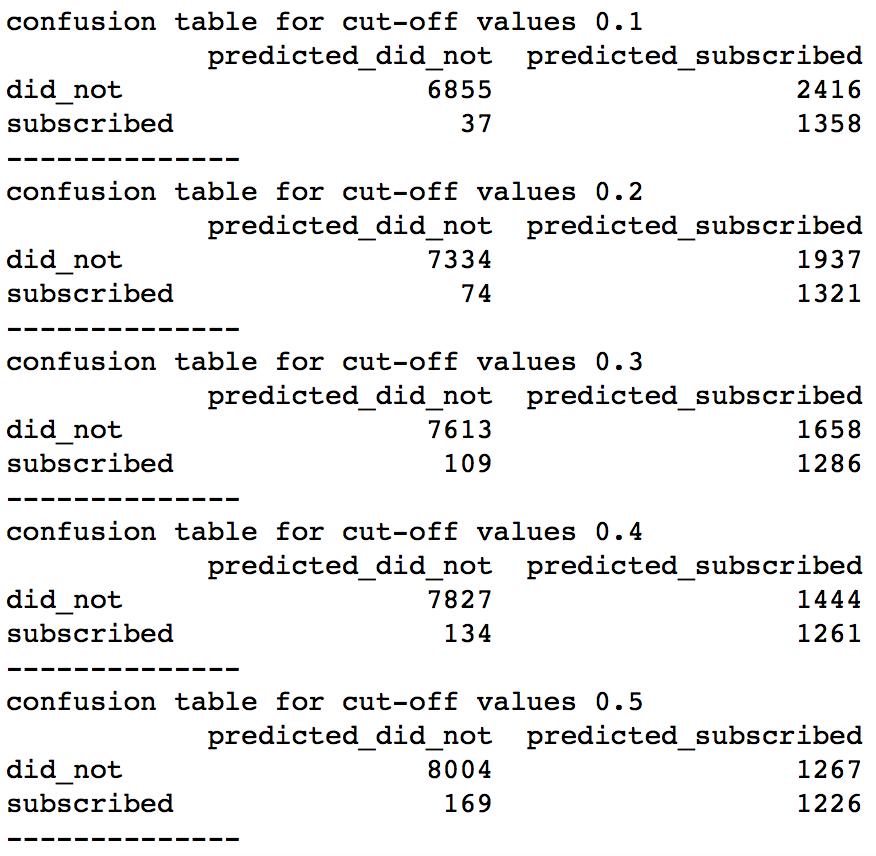 confusion table for cut-off values 0.1
predicted_did_not predicted_subscribed
did_not 6855 2416
subscribed 37 1358
--------------
confusion table for cut-off values 0.2
predicted_did_not predicted_subscribed
did_not 7334 1937
subscribed 74 1321
--------------
confusion table for cut-off values 0.3
predicted_did_not predicted_subscribed
did_not 7613 1658
subscribed 109 1286
--------------
confusion table for cut-off values 0.4
predicted_did_not predicted_subscribed
did_not 7827 1444
subscribed 134 1261
--------------
confusion table for cut-off values 0.5
predicted_did_not predicted_subscribed
did_not 8004 1267
subscribed 169 1226
--------------